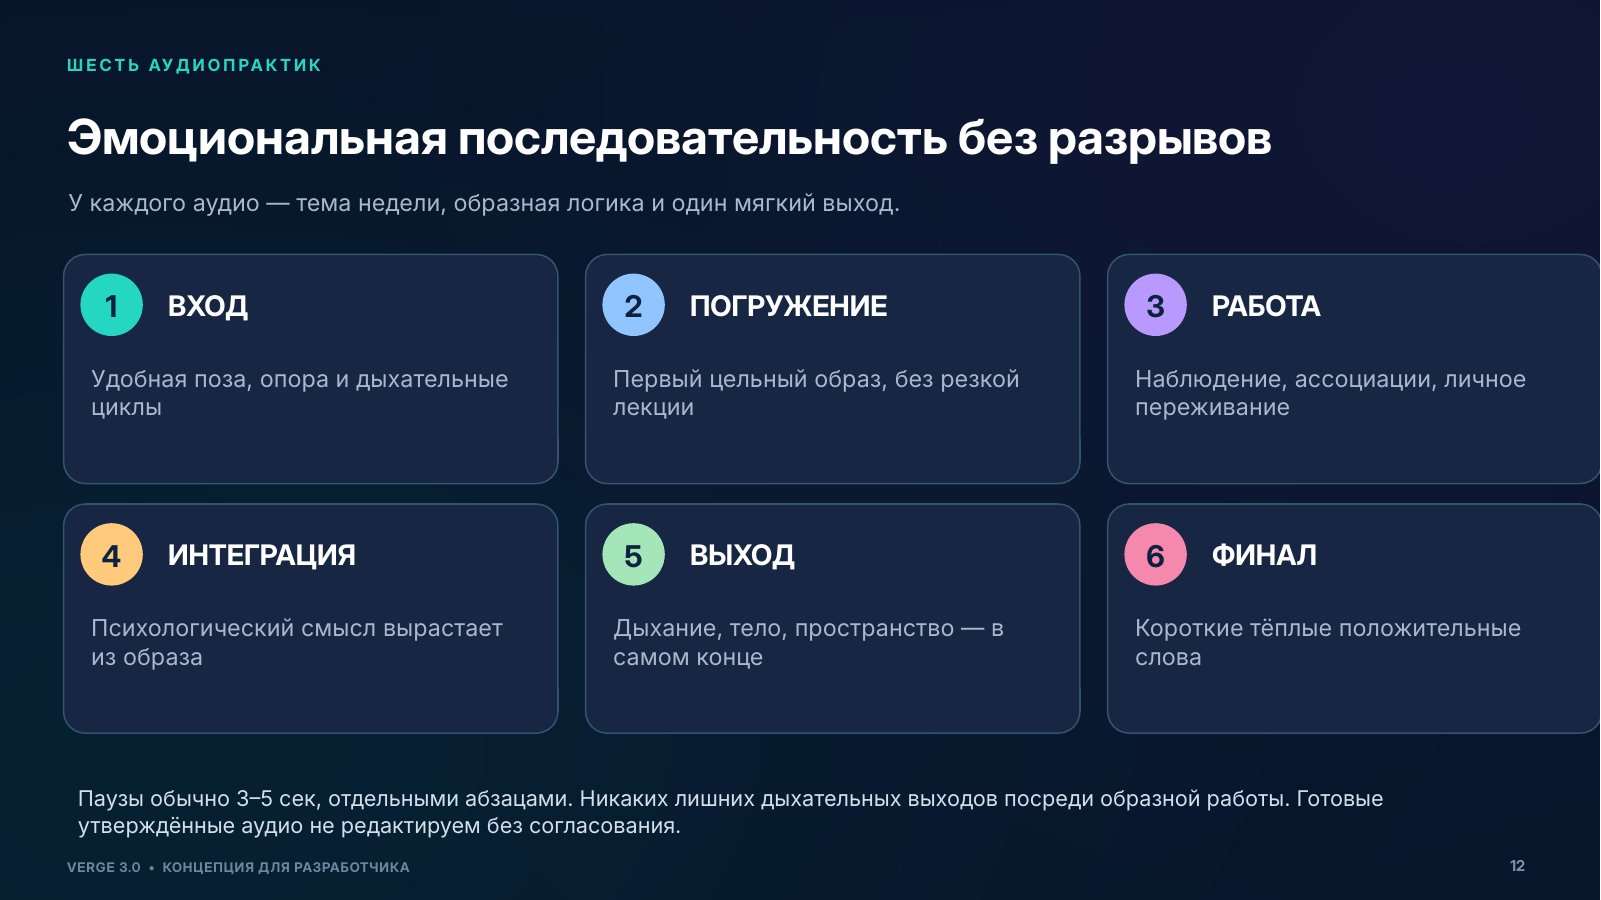 ШЕСТЬ АУДИОПРАКТИК
Эмоциональная последовательность без разрывов
У каждого аудио — тема недели, образная логика и один мягкий выход.
1 ВХОД
Удобная поза, опора и дыхательные
циклы
2 ПОГРУЖЕНИЕ
Первый цельный образ, без резкой
лекции
3 РАБОТА
Наблюдение, ассоциации, личное
переживание
4 ИНТЕГРАЦИЯ
Психологический смысл вырастает
из образа
5 ВЫХОД
Дыхание, тело, пространство — в
самом конце
6 ФИНАЛ
Короткие тёплые положительные
слова
Паузы обычно 3–5 сек, отдельными абзацами. Никаких лишних дыхательных выходов посреди образной работы. Готовые
утверждённые аудио не редактируем без согласования.
VERGE 3.0 • КОНЦЕПЦИЯ ДЛЯ РАЗРАБОТЧИКА
12